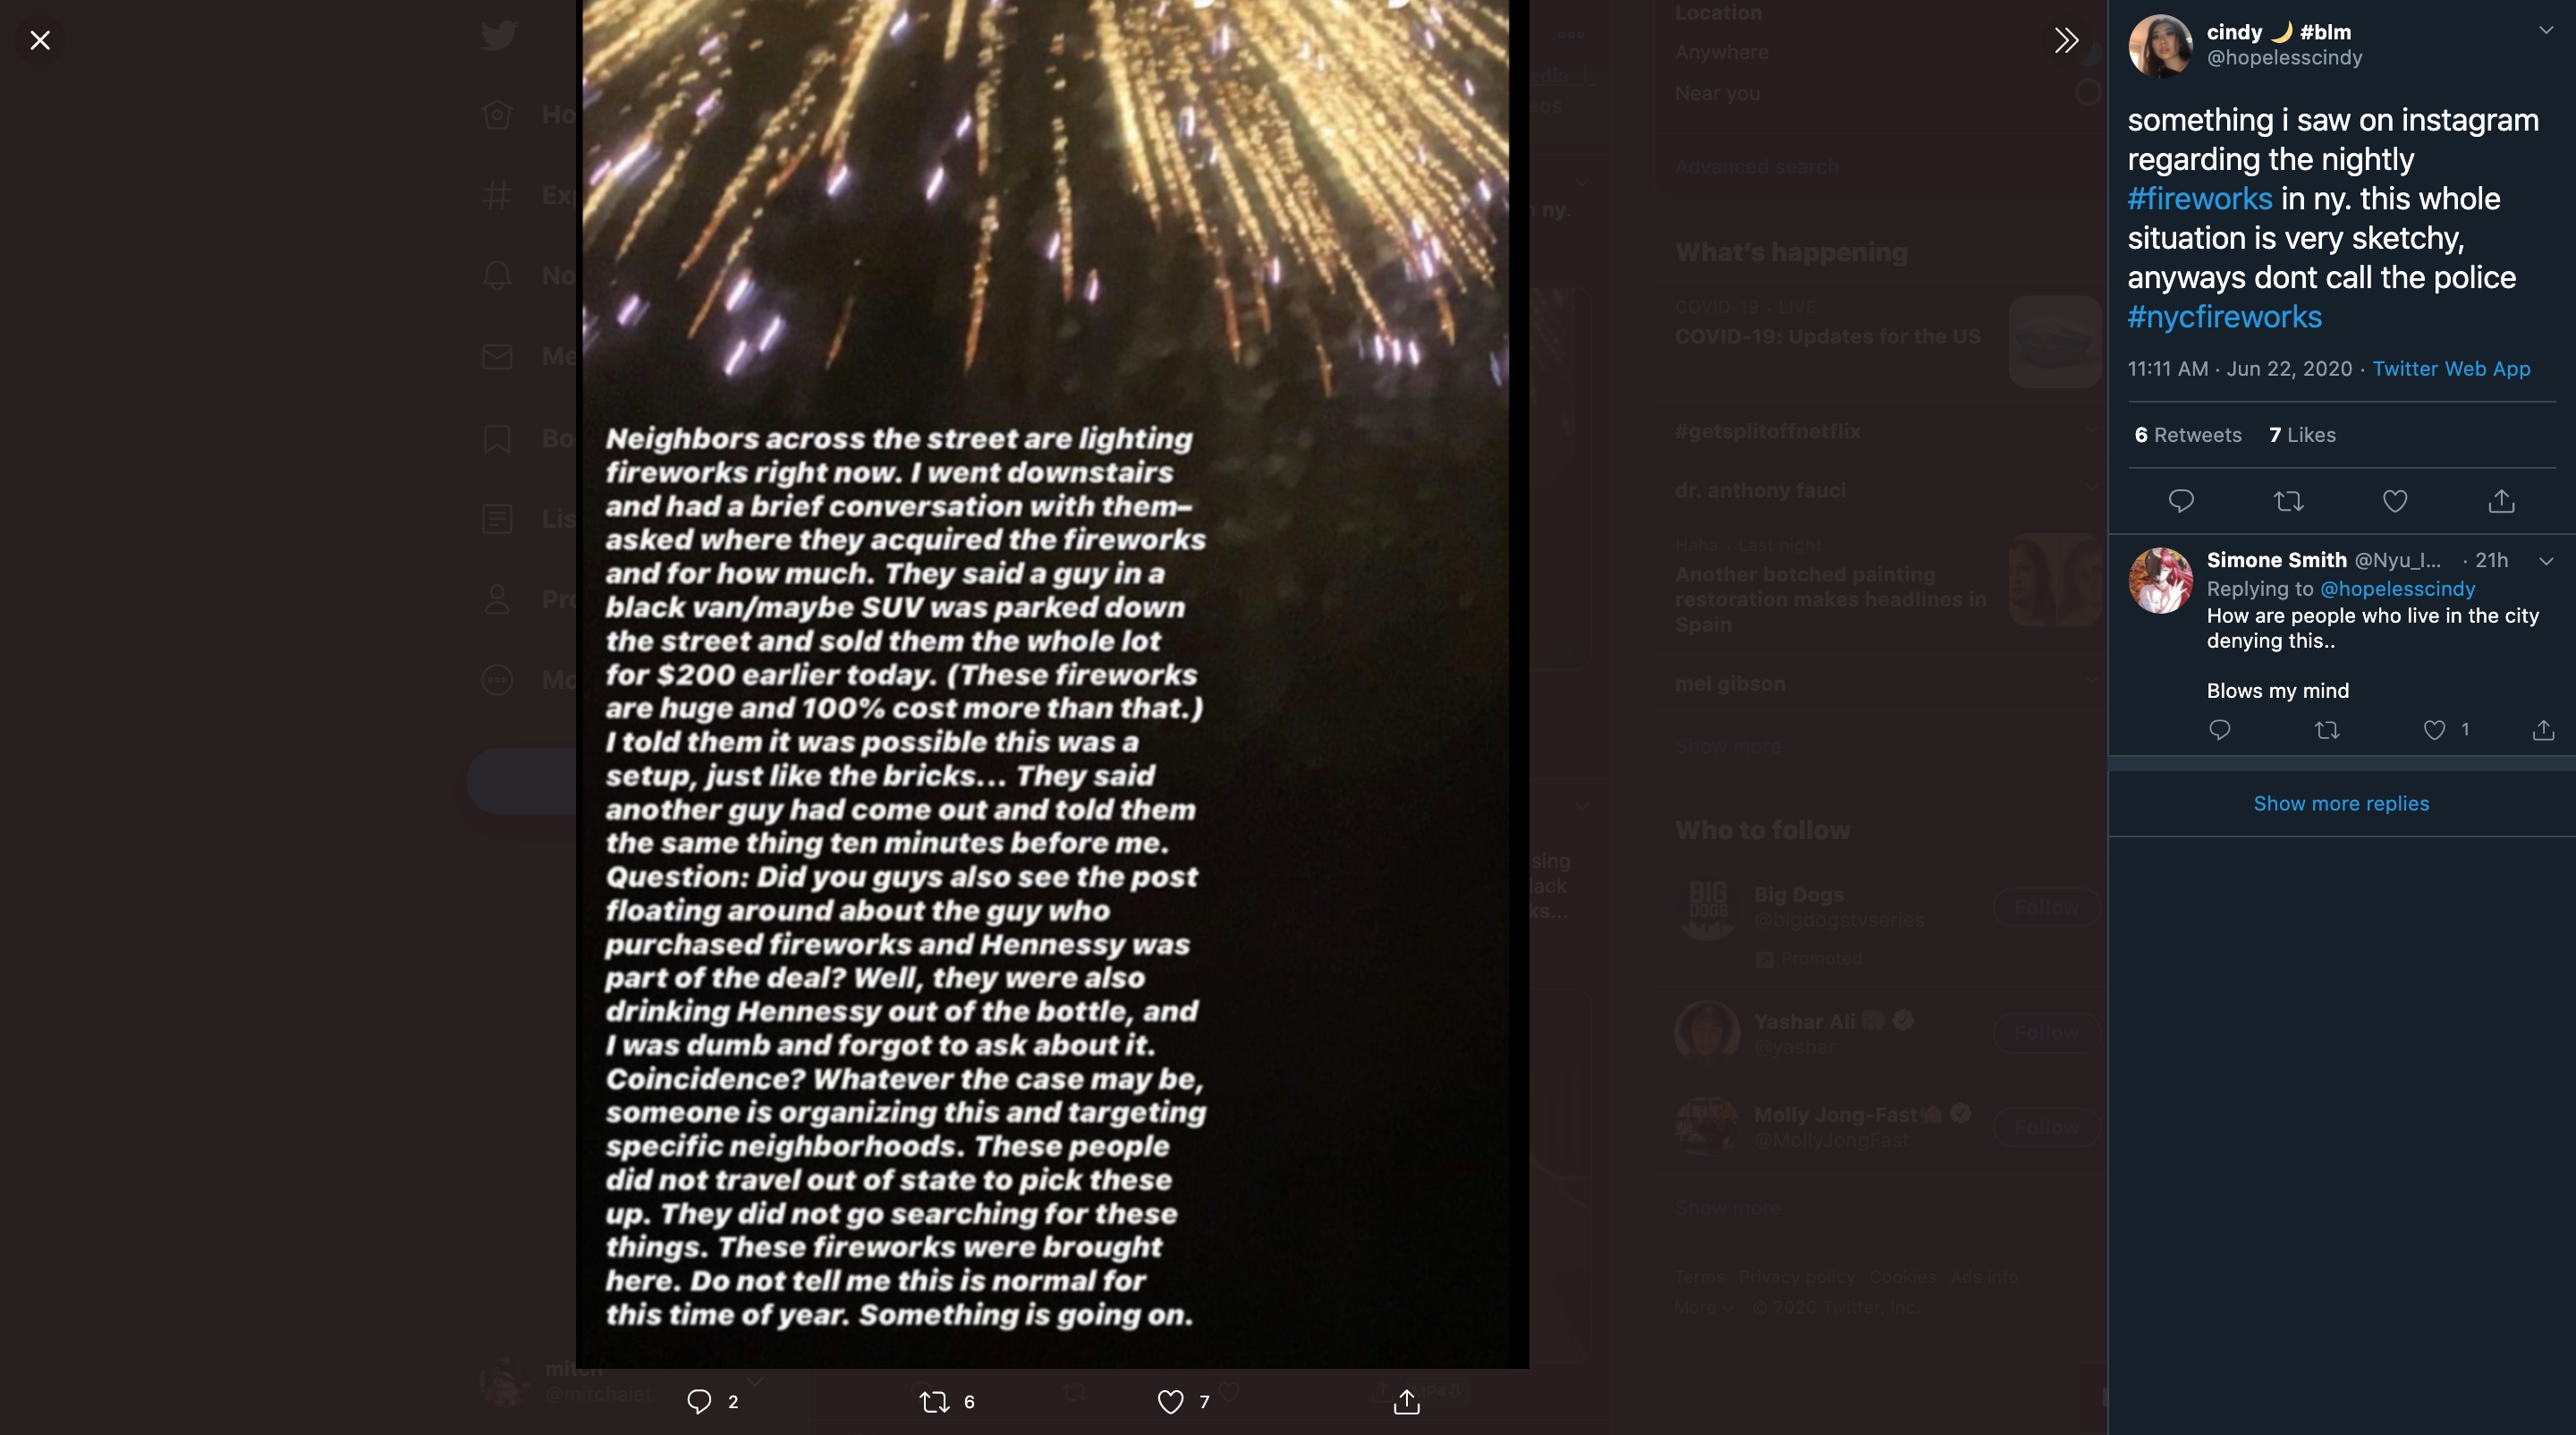 Neighbors across the street are lighting
fireworks right now. I went downstairs
and had a brief conversation with them–
asked where they acquired the fireworks
and for how much. They said a guy in a
black van/maybe SUV was parked down
the street and sold them the whole lot
for $200 earlier today. (These fireworks
are huge and 100% cost more than that.)
I told them it was possible this was a
setup, just like the bricks... They said
another guy had come out and told them
the same thing ten minutes before me.
Question: Did you guys also see the post
floating around about the guy who
purchased fireworks and Hennessy was
part of the deal? Well, they were also
drinking Hennessy out of the bottle, and
I was dumb and forgot to ask about it.
Coincidence? Whatever the case may be,
someone is organizing this and targeting
specific neighborhoods. These people
did not travel out of state to pick these
up. They did not go searching for these
things. These fireworks were brought
here. Do not tell me this is normal for
this time of year. Something is going on.
2
6
7
Location
Anywhere
Near you
Advanced search
ny.
What's happening
COVID-19 · LIVE
COVID-19: Updates for the US
#getsplitoffnetflix
dr. anthony fauci
Haha · Last night
Another botched painting
restoration makes headlines in
Spain
mel gibson
Show more
Who to follow
BIG
DOGS
Big Dogs
@bigdogstvseries
Promoted
Follow
Yashar Ali
@yashar
Follow
Molly Jong-Fast
@MollyJongFast
Follow
Show more
Terms Privacy policy Cookies Ads info
More © 2020 Twitter, Inc.
mitch
@mitchalet
cindy 🌙 #blm
@hopelesscindy
something i saw on instagram
regarding the nightly
#fireworks in ny. this whole
situation is very sketchy,
anyways dont call the police
#nycfireworks
11:11 AM · Jun 22, 2020 · Twitter Web App
6 Retweets 7 Likes
Simone Smith @Nyu_I... · 21h
Replying to @hopelesscindy
How are people who live in the city
denying this..
Blows my mind
1
Show more replies